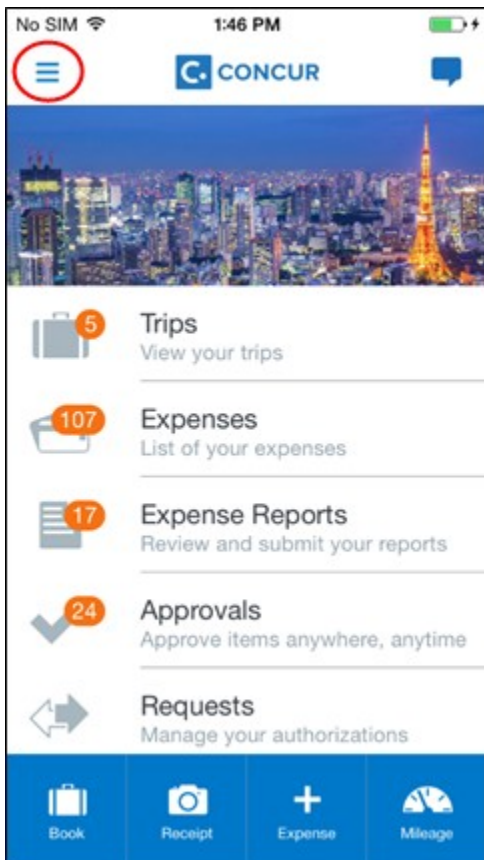 No SIM 1:46 PM
C. CONCUR
5 Trips
View your trips
107 Expenses
List of your expenses
17 Expense Reports
Review and submit your reports
24 Approvals
Approve items anywhere, anytime
Requests
Manage your authorizations
Book Receipt Expense Mileage